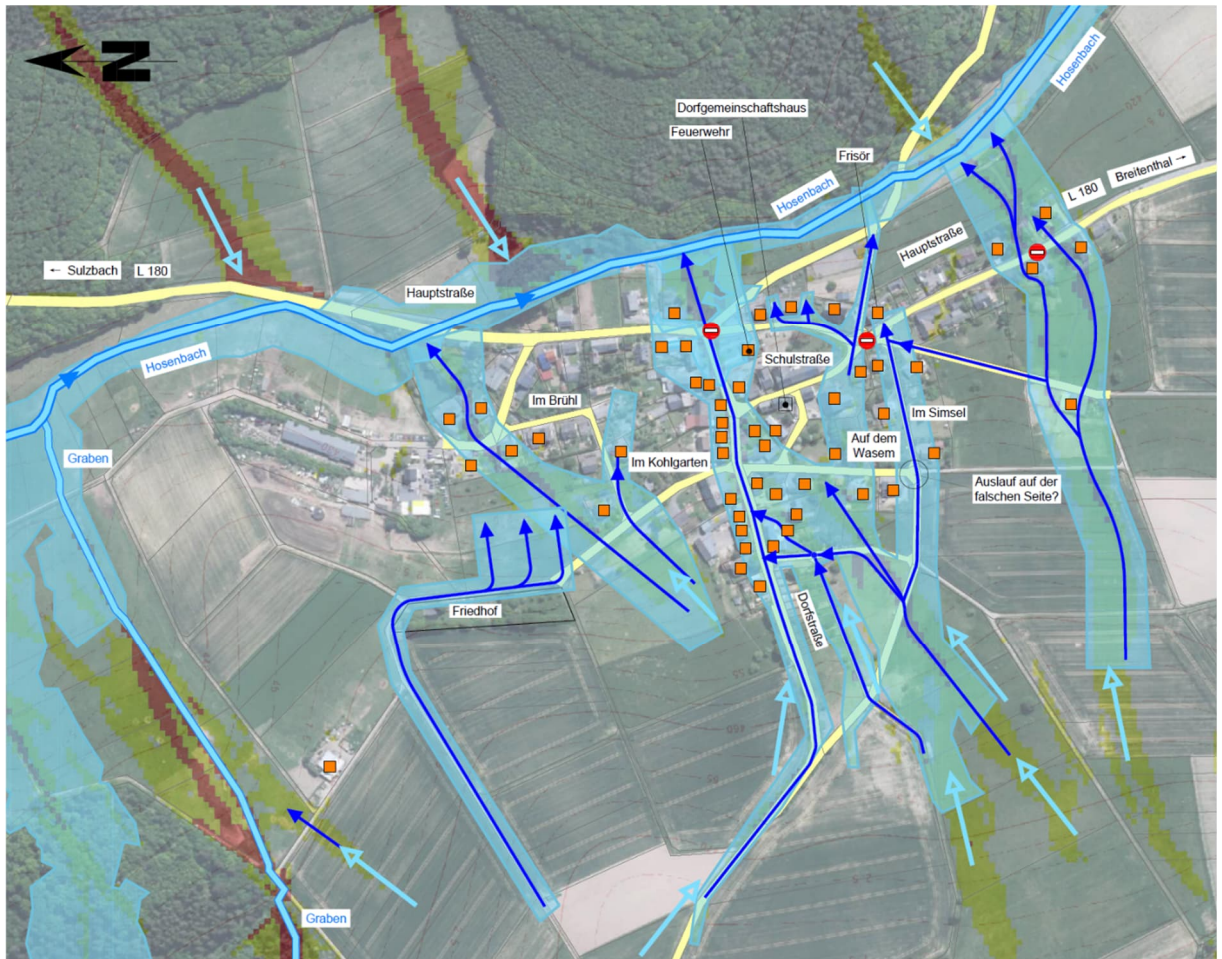 N
Hosenbach
Dorfgemeinschaftshaus
Feuerwehr
Frisör
Breitenthal →
L 180
Hosenbach
Hauptstraße
← Sulzbach L 180
Hauptstraße
Hosenbach
Schulstraße
Im Brühl
Im Simsel
Auf dem
Wasem
Graben
Im Kohlgarten
Auslauf auf der
falschen Seite?
Friedhof
Dorfstraße
Graben